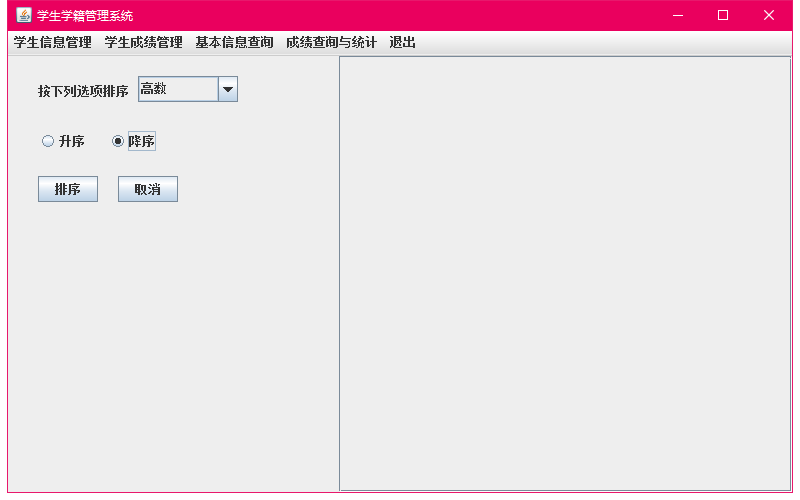 学生学籍管理系统
学生信息管理 学生成绩管理 基本信息查询 成绩查询与统计 退出
按下列选项排序 高数
升序 降序
排序 取消